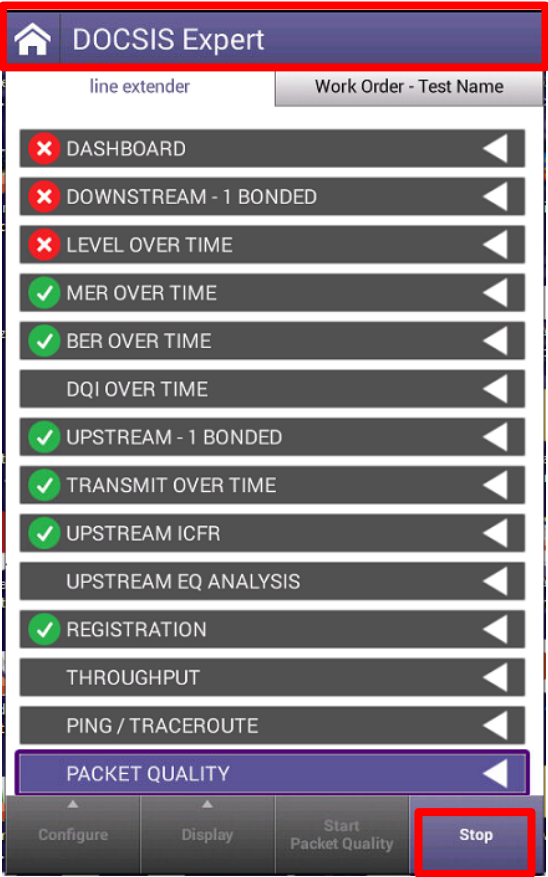 DOCSIS Expert
line extender
Work Order - Test Name
DASHBOARD
DOWNSTREAM - 1 BONDED
LEVEL OVER TIME
MER OVER TIME
BER OVER TIME
DQI OVER TIME
UPSTREAM - 1 BONDED
TRANSMIT OVER TIME
UPSTREAM ICFR
UPSTREAM EQ ANALYSIS
REGISTRATION
THROUGHPUT
PING / TRACEROUTE
PACKET QUALITY
Configure
Display
Start
Packet Quality
Stop